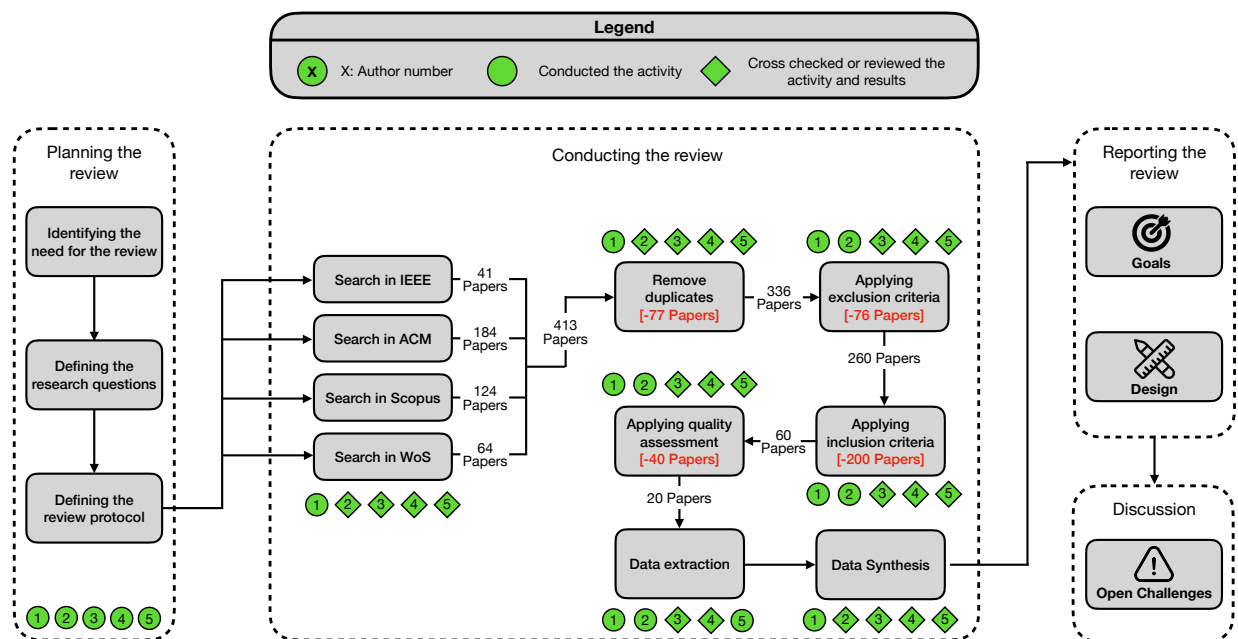 Legend
X
X: Author number
Conducted the activity
Cross checked or reviewed the
activity and results
Planning the
review
Identifying the
need for the review
Defining the
research questions
Defining the
review protocol
1 2 3 4 5
Conducting the review
Search in IEEE
41
Papers
Search in ACM
184
Papers
Search in Scopus
124
Papers
Search in WoS
64
Papers
1 2 3 4 5
413
Papers
1 2 3 4 5
Remove
duplicates
[-77 Papers]
336
Papers
1 2 3 4 5
Applying
exclusion criteria
[-76 Papers]
260 Papers
Applying
inclusion criteria
[-200 Papers]
1 2 3 4 5
60
Papers
1 2 3 4 5
Applying quality
assessment
[-40 Papers]
20 Papers
Data extraction
1 2 3 4 5
Data Synthesis
1 2 3 4 5
Reporting the
review
Goals
Design
Discussion
Open Challenges